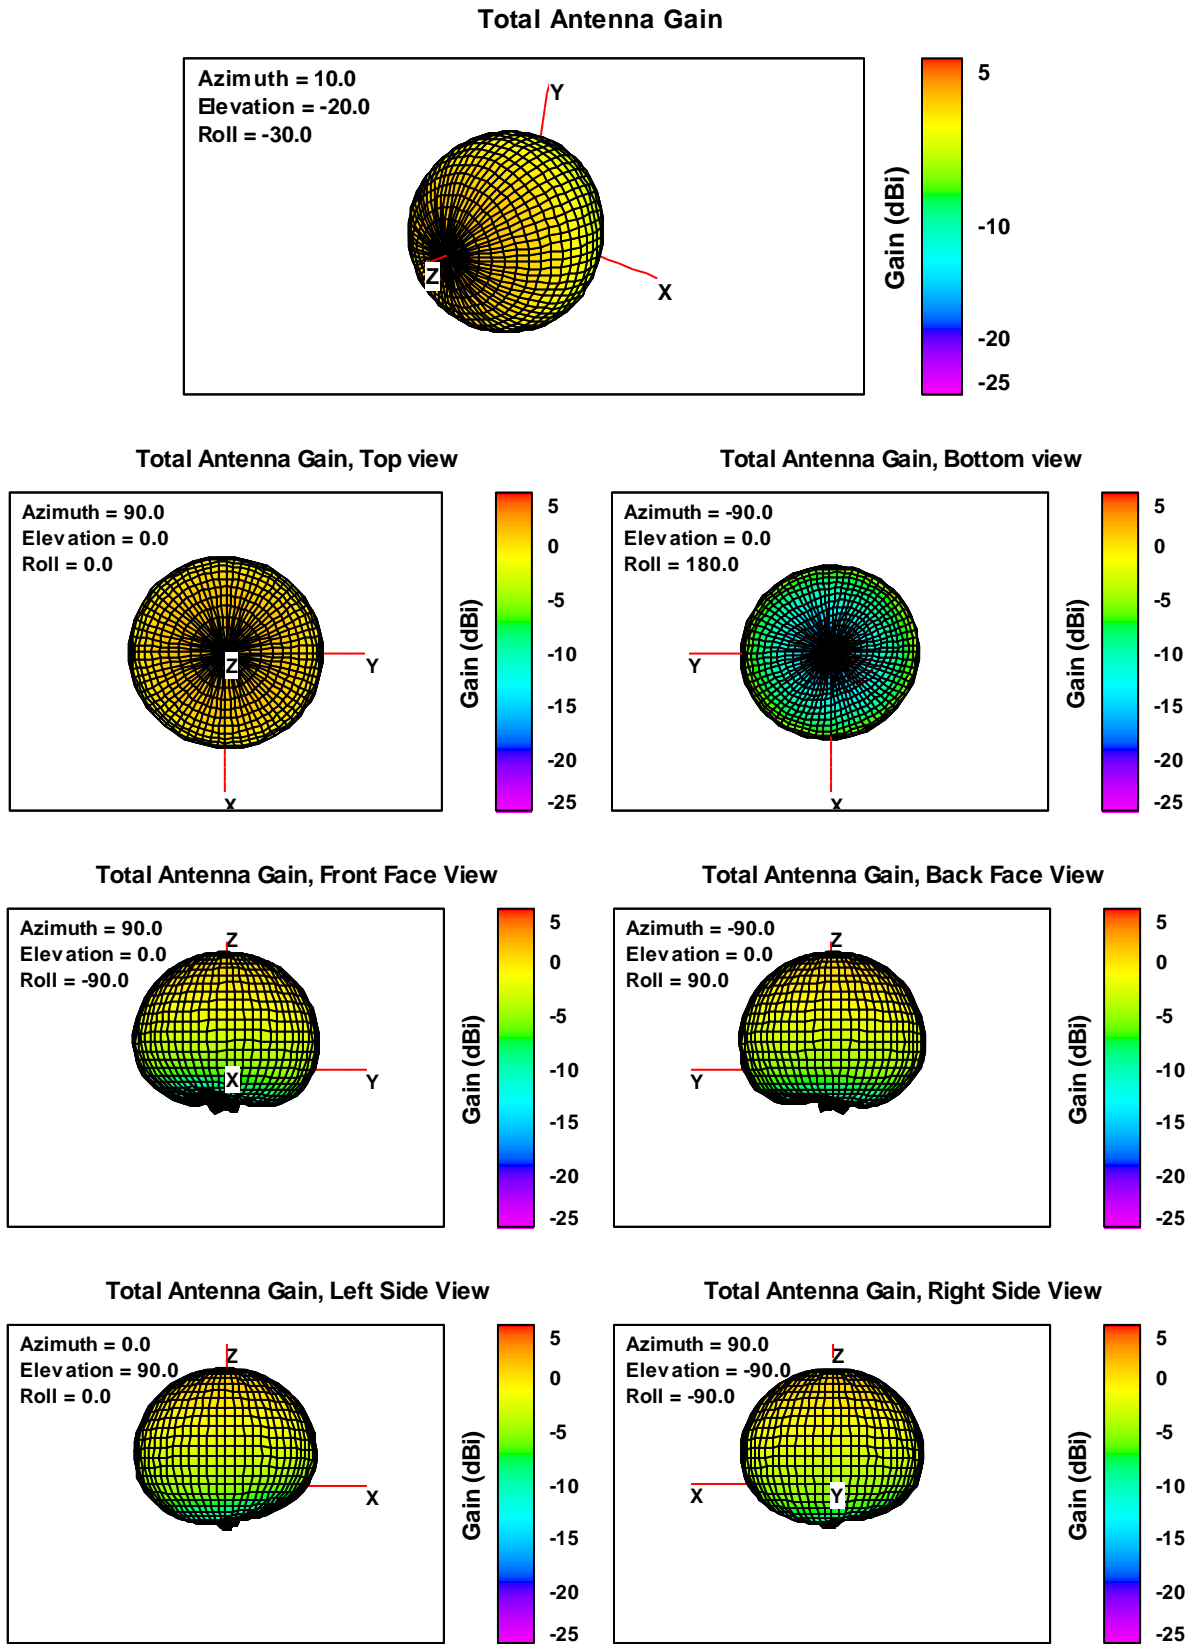 Total Antenna Gain
Azimuth = 10.0
Elevation = -20.0
Roll = -30.0
Y
Z
X
Gain (dBi)
5
-10
-20
-25
Total Antenna Gain, Top view
Azimuth = 90.0
Elevation = 0.0
Roll = 0.0
Z
Y
X
Gain (dBi)
5
0
-5
-10
-15
-20
-25
Total Antenna Gain, Bottom view
Azimuth = -90.0
Elevation = 0.0
Roll = 180.0
Y
X
Gain (dBi)
5
0
-5
-10
-15
-20
-25
Total Antenna Gain, Front Face View
Azimuth = 90.0
Elevation = 0.0
Roll = -90.0
Z
X
Y
Gain (dBi)
5
0
-5
-10
-15
-20
-25
Total Antenna Gain, Back Face View
Azimuth = -90.0
Elevation = 0.0
Roll = 90.0
Z
Y
Gain (dBi)
5
0
-5
-10
-15
-20
-25
Total Antenna Gain, Left Side View
Azimuth = 0.0
Elevation = 90.0
Roll = 0.0
Z
X
Gain (dBi)
5
0
-5
-10
-15
-20
-25
Total Antenna Gain, Right Side View
Azimuth = 90.0
Elevation = -90.0
Roll = -90.0
Z
X
Y
Gain (dBi)
5
0
-5
-10
-15
-20
-25